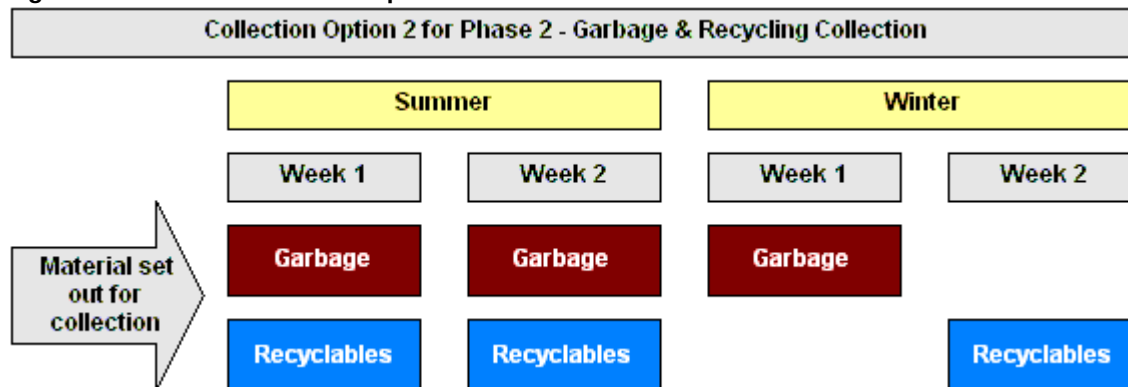 Collection Option 2 for Phase 2 - Garbage & Recycling Collection
Summer Winter
Week 1 Week 2 Week 1 Week 2
Material set
out for
collection
Garbage Garbage Garbage
Recyclables Recyclables Recyclables